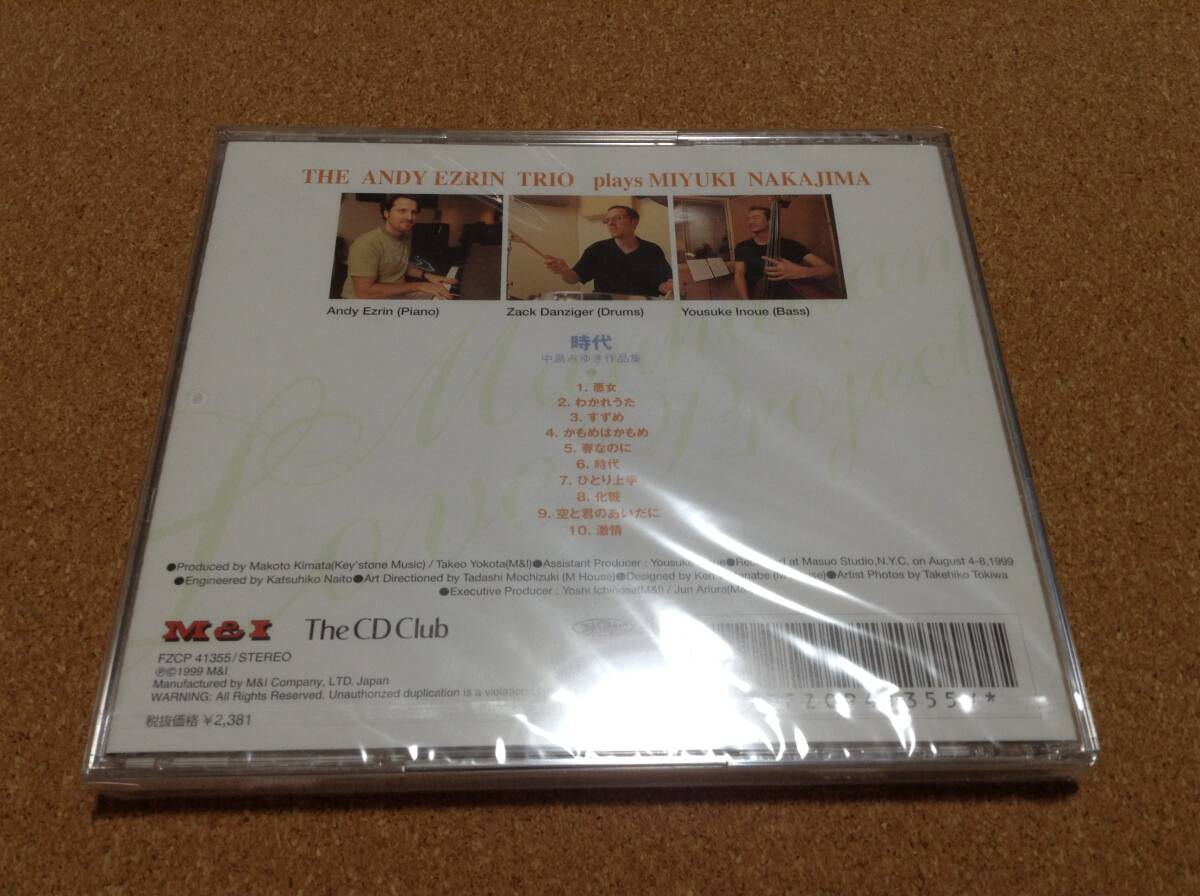 THE ANDY EZRIN TRIO plays MIYUKI NAKAJIMA
Andy Ezrin (Piano)
Zack Danziger (Drums)
Yousuke Inoue (Bass)
Manhattan
Love Project
時代
中島みゆき作品集
1. 悪女
2. わかれうた
3. すずめ
4. かもめはかもめ
5. 春なのに
6. 時代
7. ひとり上手
8. 化粧
9. 空と君のあいだに
10. 激情
●Produced by Makoto Kimata(Key'stone Music) / Takeo Yokota(M&I)●Assistant Producer : Yousuke at Masuo Studio,N.Y.C. on August 4-8,1999
●Engineered by Katsuhiko Naito●Art Directioned by Tadashi Mochizuki (M House)●Designed by ●Artist Photos by Takehiko Tokiwa
●Executive Producer : Yoshi Ichinose(M&I) / Jun Ariura
M&I The CD Club
FZCP 41355/STEREO
Ⓟ©1999 M&I
Manufactured by M&I Company, LTD. Japan
WARNING: All Rights Reserved. Unauthorized duplication is a violation
税抜価格 ¥2,381